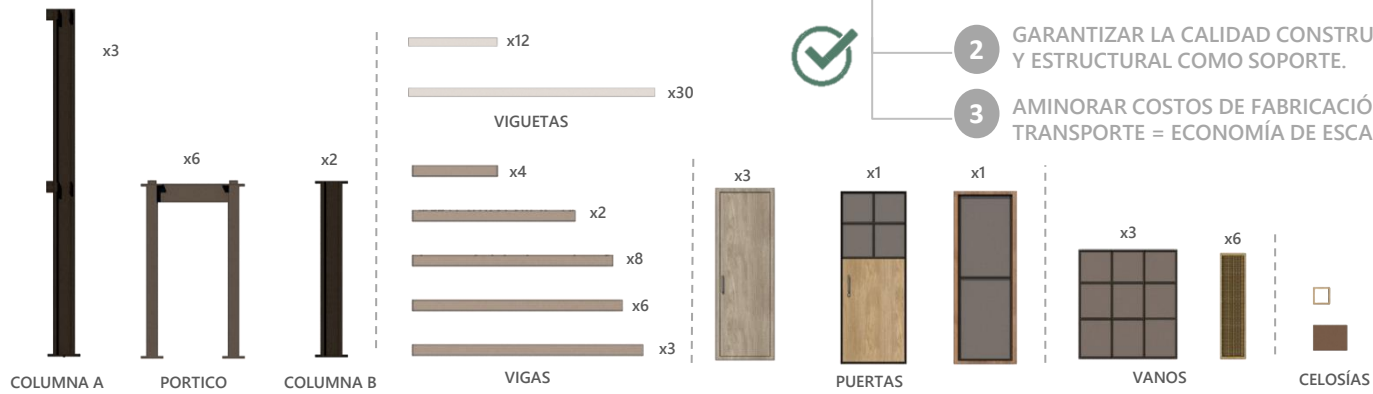 x3
COLUMNA A
x6
PORTICO
x2
COLUMNA B
x12
x30
VIGUETAS
x4
x2
x8
x6
x3
VIGAS
2
GARANTIZAR LA CALIDAD CONSTRU
Y ESTRUCTURAL COMO SOPORTE.
3
AMINORAR COSTOS DE FABRICACIÓ
TRANSPORTE = ECONOMÍA DE ESCA
x3
x1
x1
PUERTAS
x3
x6
VANOS
CELOSÍAS